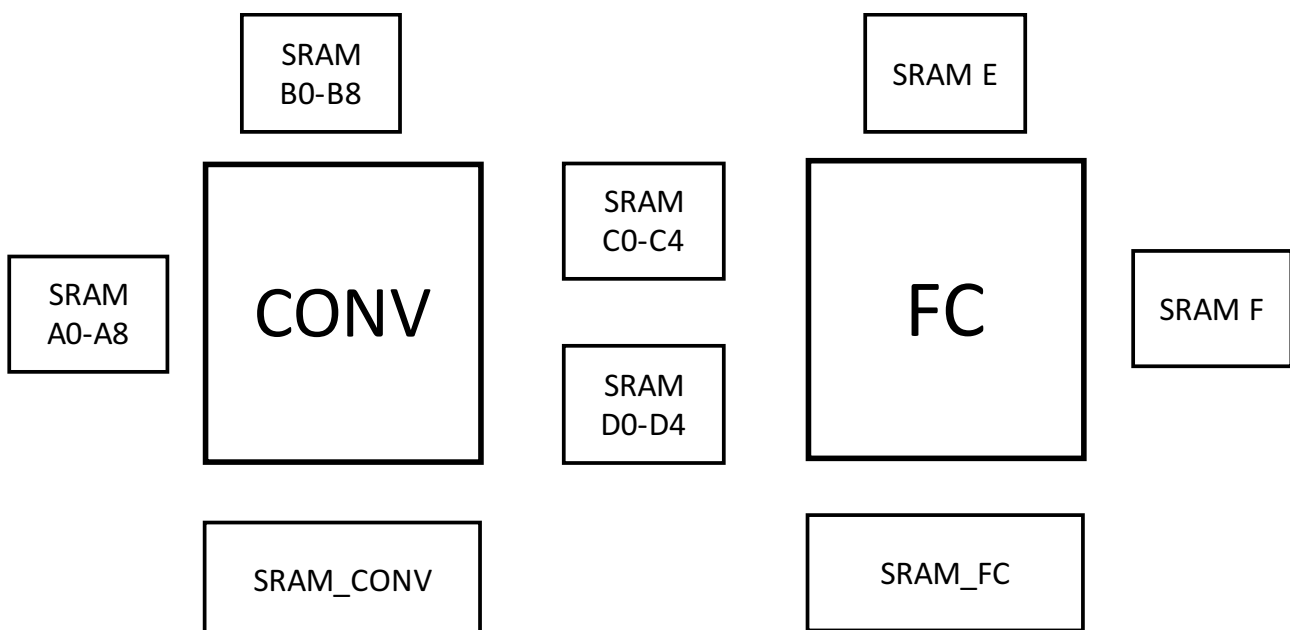 SRAM
B0-B8
SRAM E
SRAM
C0-C4
SRAM
A0-A8
CONV
FC
SRAM F
SRAM
D0-D4
SRAM_CONV
SRAM_FC